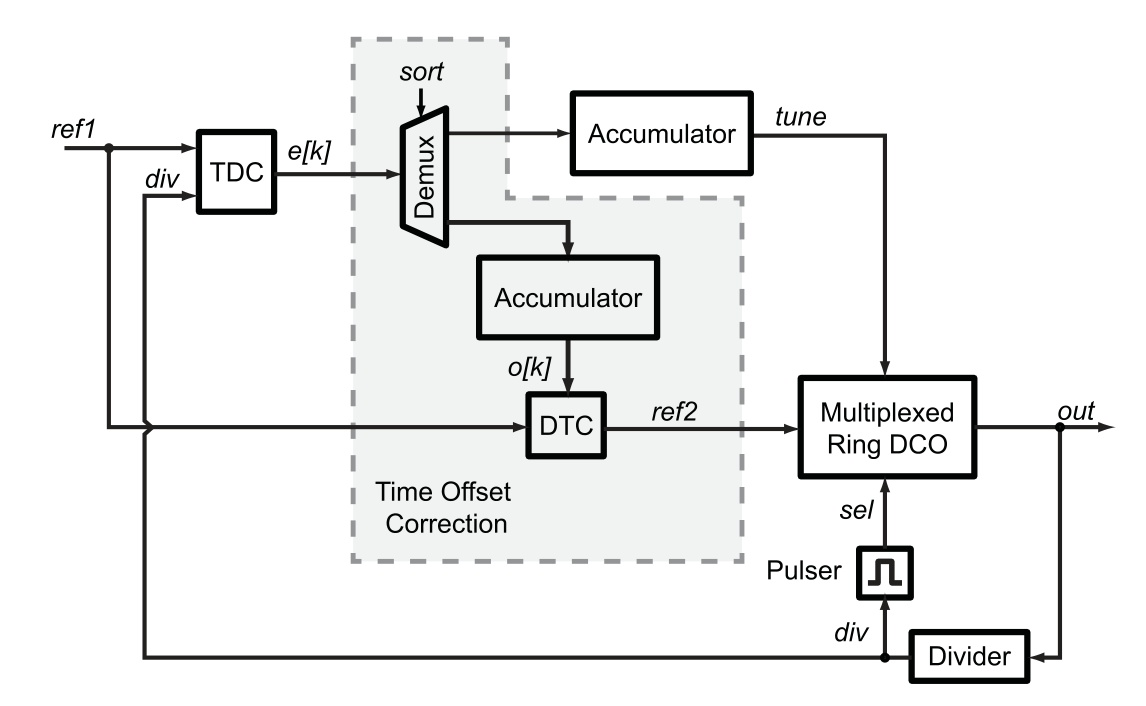 sort
ref1
div
TDC
e[k]
Demux
Accumulator
tune
Accumulator
o[k]
DTC
ref2
Multiplexed
Ring DCO
out
Time Offset
Correction
sel
Pulser
div
Divider